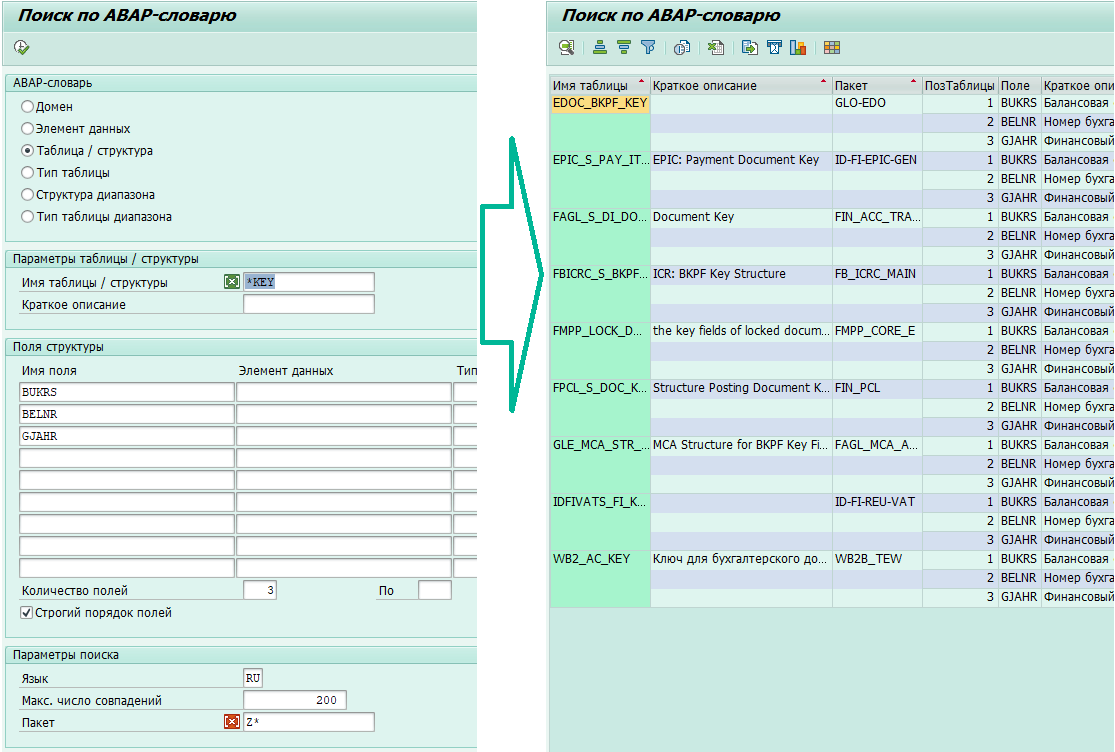 Поиск по АВАР-словарю
АВАР-словарь
Домен
Элемент данных
Таблица / структура
Тип таблицы
Структура диапазона
Тип таблицы диапазона
Параметры таблицы / структуры
Имя таблицы / структуры *KEY
Краткое описание
Поля структуры
Имя поля Элемент данных Тип
BUKRS
BELNR
GJAHR
Количество полей 3 По
Строгий порядок полей
Параметры поиска
Язык RU
Макс. число совпадений 200
Пакет Z*
Поиск по АВАР-словарю
Имя таблицы Краткое описание Пакет ПозТаблицы Поле Краткое опи
EDOC_BKPF_KEY GLO-EDO 1 BUKRS Балансовая
2 BELNR Номер бухга
3 GJAHR Финансовый
EPIC_S_PAY_IT... EPIC: Payment Document Key ID-FI-EPIC-GEN 1 BUKRS Балансовая
2 BELNR Номер бухга
3 GJAHR Финансовый
FAGL_S_DI_DO... Document Key FIN_ACC_TRA... 1 BUKRS Балансовая
2 BELNR Номер бухга
3 GJAHR Финансовый
FBICRC_S_BKPF... ICR: BKPF Key Structure FB_ICRC_MAIN 1 BUKRS Балансовая
2 BELNR Номер бухга
3 GJAHR Финансовый
FMPP_LOCK_D... the key fields of locked docum... FMPP_CORE_E 1 BUKRS Балансовая
2 BELNR Номер бухга
3 GJAHR Финансовый
FPCL_S_DOC_K... Structure Posting Document K... FIN_PCL 1 BUKRS Балансовая
2 BELNR Номер бухга
3 GJAHR Финансовый
GLE_MCA_STR_... MCA Structure for BKPF Key Fi... FAGL_MCA_A... 1 BUKRS Балансовая
2 BELNR Номер бухга
3 GJAHR Финансовый
IDFIVATS_FI_K... ID-FI-REU-VAT 1 BUKRS Балансовая
2 BELNR Номер бухга
3 GJAHR Финансовый
WB2_AC_KEY Ключ для бухгалтерского до... WB2B_TEW 1 BUKRS Балансовая
2 BELNR Номер бухга
3 GJAHR Финансовый